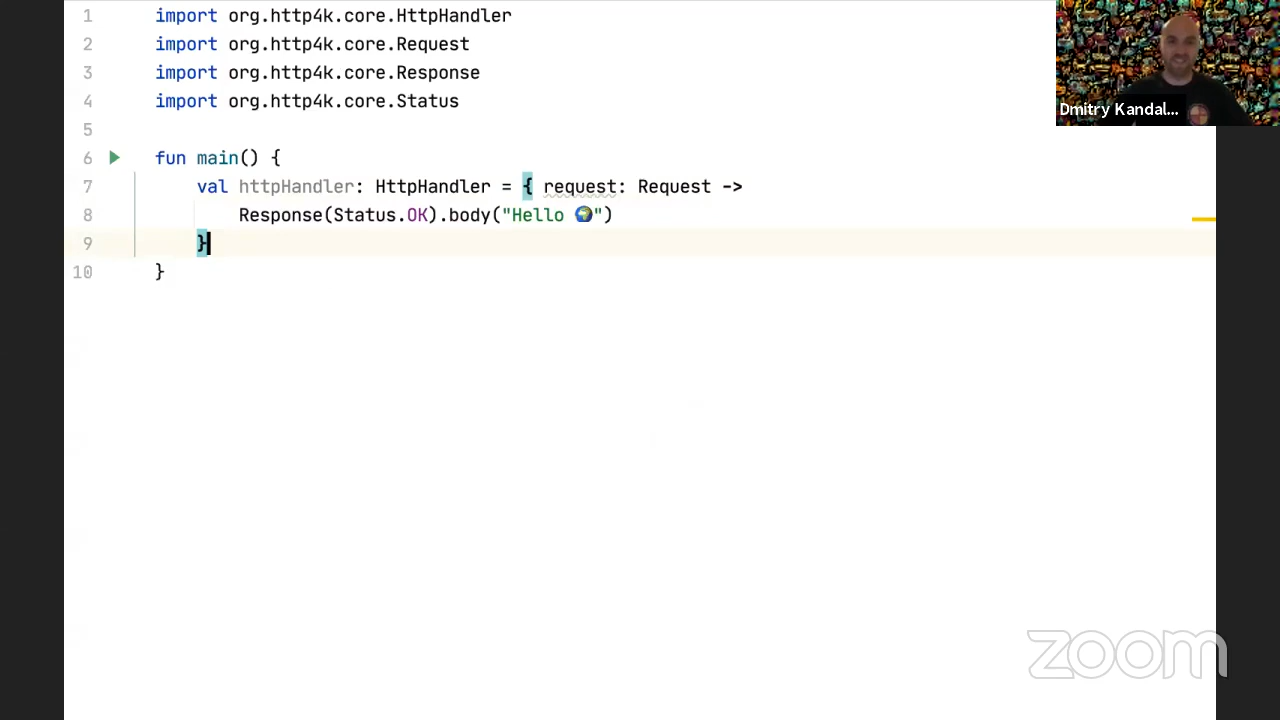 1 import org.http4k.core.HttpHandler
2 import org.http4k.core.Request
3 import org.http4k.core.Response
4 import org.http4k.core.Status
5
6 fun main() {
7 val httpHandler: HttpHandler = { request: Request ->
8 Response(Status.OK).body("Hello 🌍")
9 }
10 }
Dmitry Kandal...
zoom